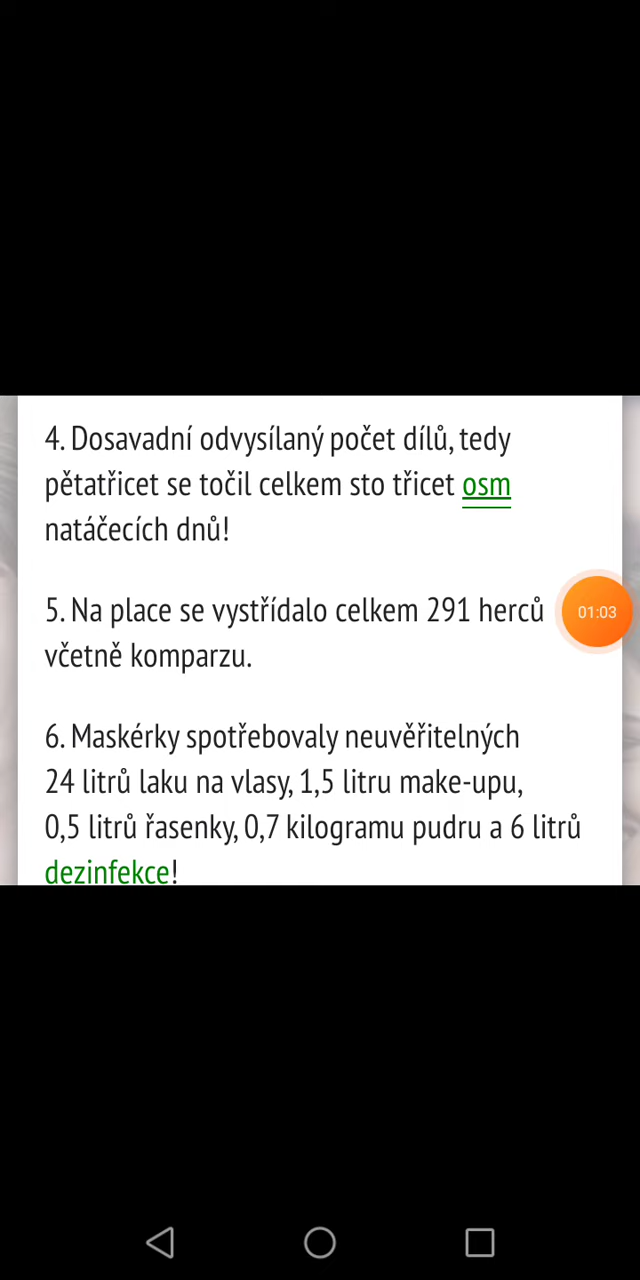 4. Dosavadní odvysílaný počet dílů, tedy
pětatřicet se točil celkem sto třicet osm
natáčecích dnů!
5. Na place se vystřídalo celkem 291 herců
včetně komparzu.
01:03
6. Maskérky spotřebovaly neuvěřitelných
24 litrů laku na vlasy, 1,5 litru make-upu,
0,5 litrů řasenky, 0,7 kilogramu pudru a 6 litrů
dezinfekce!